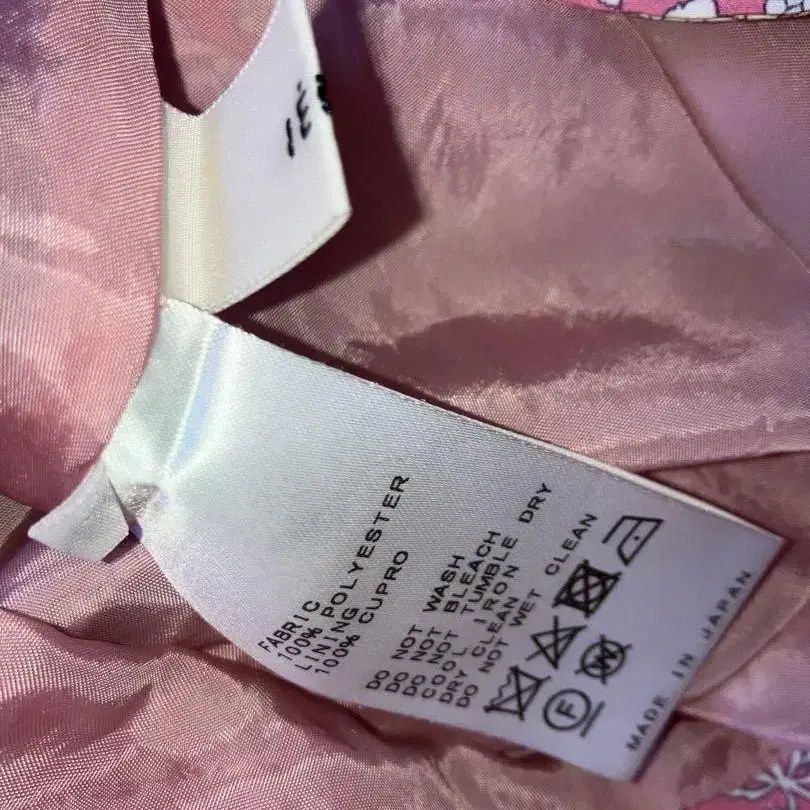 FABRIC
100% POLYESTER
LINING
100% CUPRO
DO NOT WASH
DO NOT BLEACH
DO NOT TUMBLE DRY
COOL IRON
DRY CLEAN
DO NOT WET CLEAN
W
F
MADE IN JAPAN